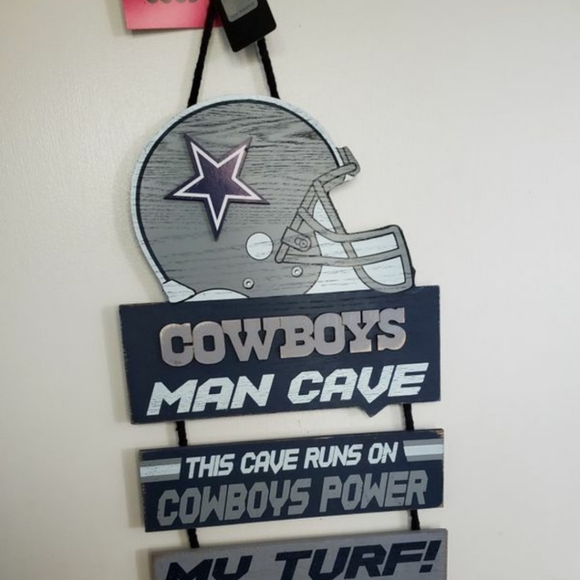 COWBOYS
MAN CAVE
THIS CAVE RUNS ON
COWBOYS POWER
MY TURF!